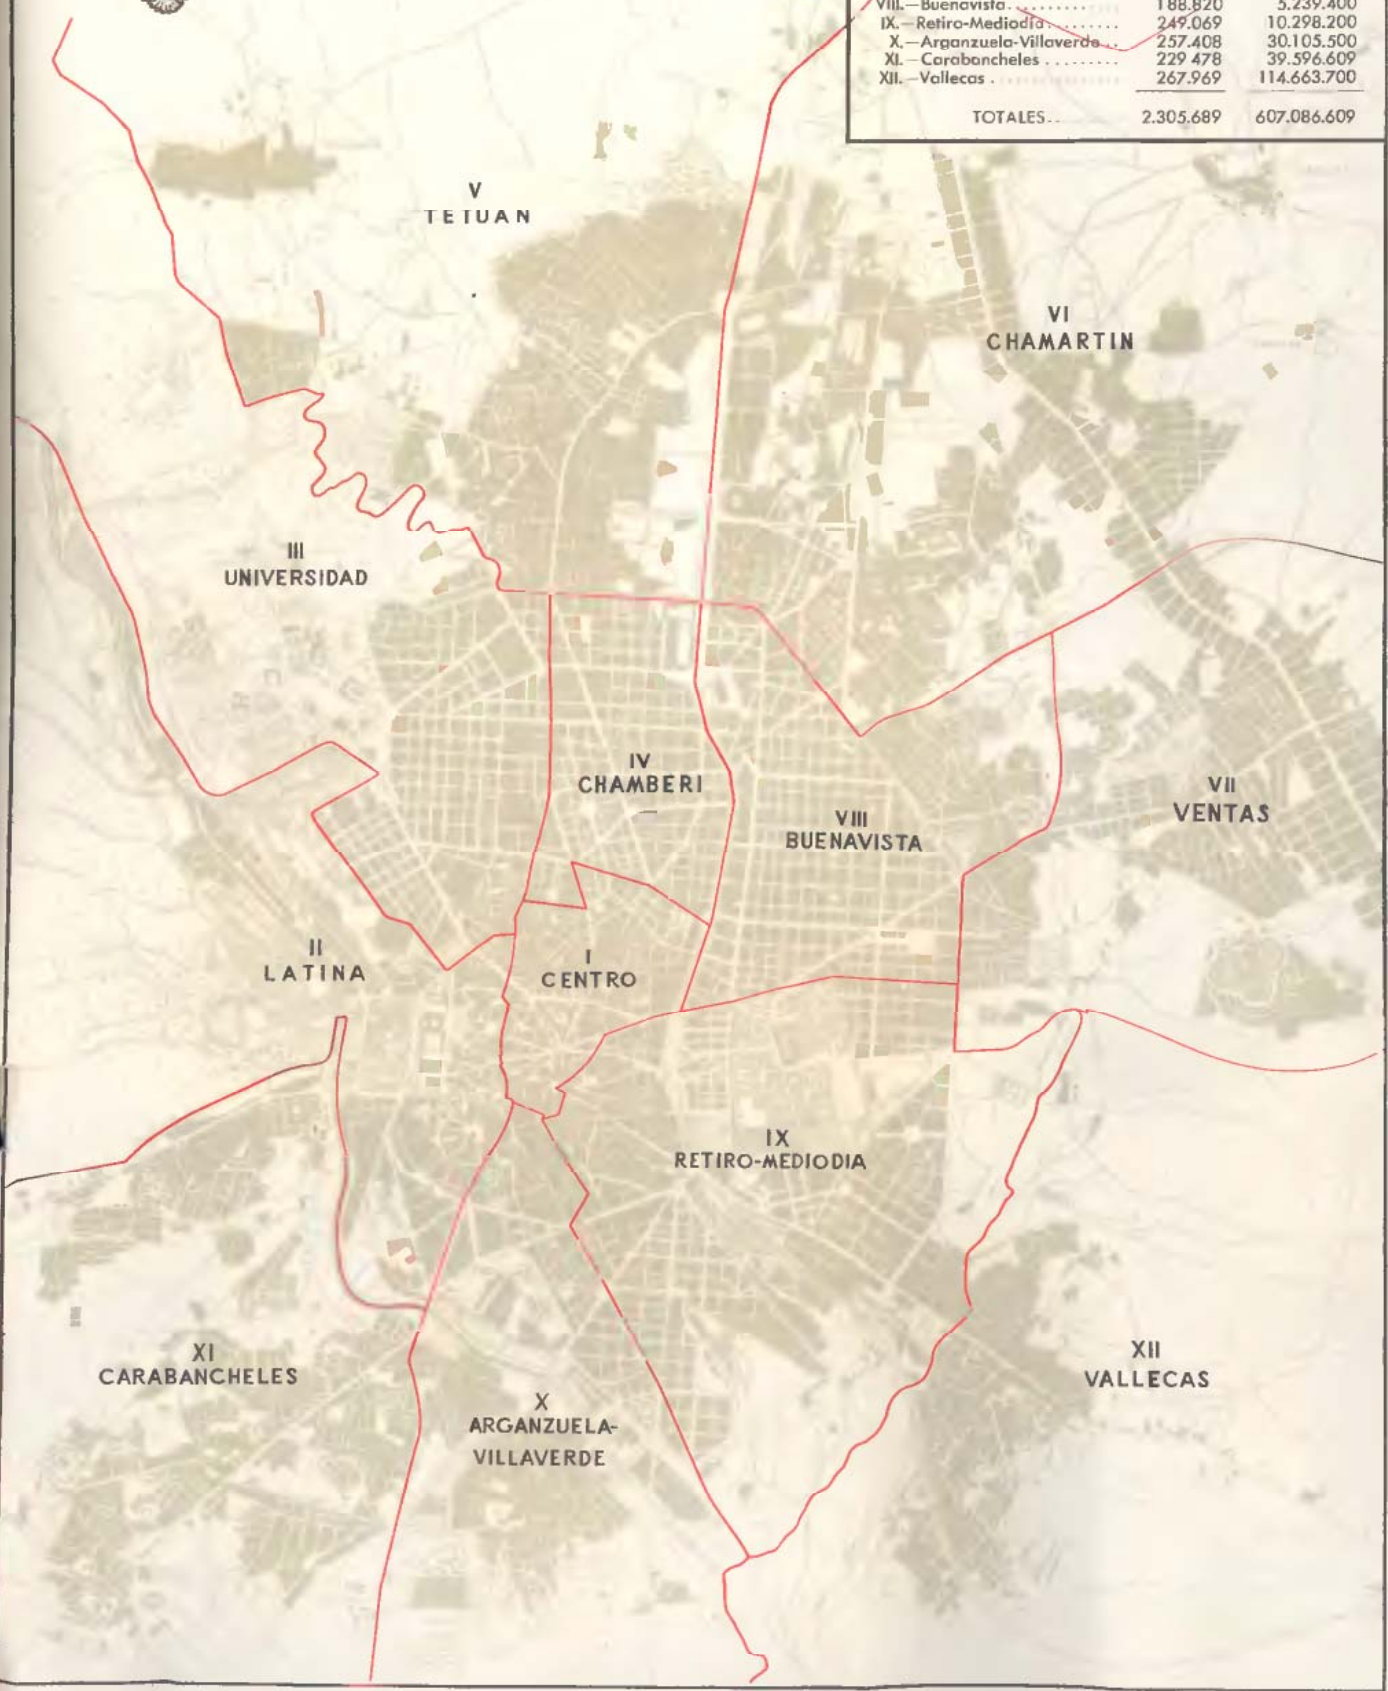 VIII.—Buenavista. .......... 188.820 5.239.400
IX.—Retiro-Mediodía. ........ 249.069 10.298.200
X.—Arganzuela-Villaverde .. 257.408 30.105.500
XI.—Carabancheles ........ 229 478 39.596.609
XII.—Vallecas . ............ 267.969 114.663.700
TOTALES.. 2.305.689 607.086.609
V
TETUAN
VI
CHAMARTIN
III
UNIVERSIDAD
IV
CHAMBERI
VII
VENTAS
VIII
BUENAVISTA
II
LATINA
I
CENTRO
IX
RETIRO-MEDIODIA
XI
CARABANCHELES
XII
VALLECAS
X
ARGANZUELA-
VILLAVERDE